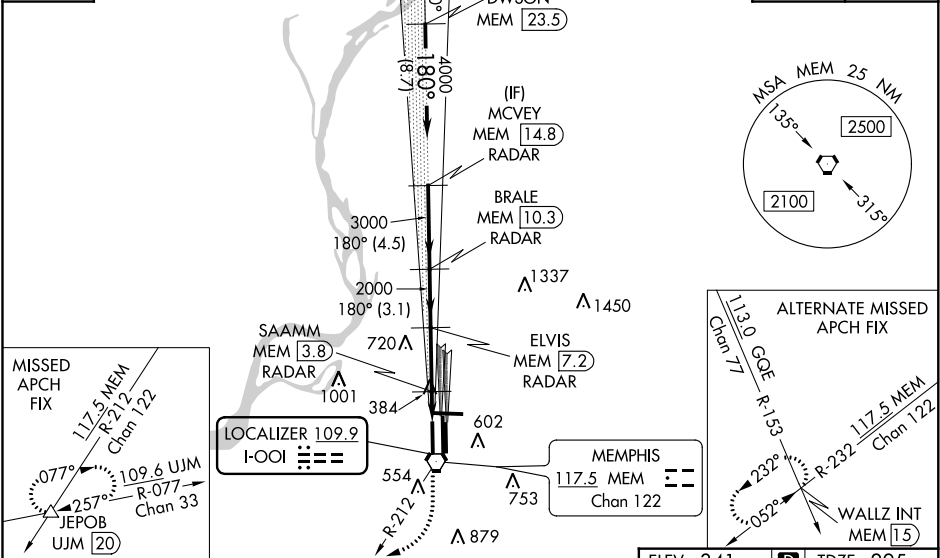 DWSON
MEM 23.5
180°
(8.7)
4000
(IF)
MCVEY
MEM 14.8
RADAR
BRALE
MEM 10.3
RADAR
3000
180° (4.5)
2000
180° (3.1)
1337
1450
SAAMM
MEM 3.8
RADAR
720
ELVIS
MEM 7.2
RADAR
1001
384
602
LOCALIZER 109.9
I-OOI
554
R-212
MEMPHIS
117.5 MEM
Chan 122
753
879
MSA MEM 25 NM
135°
2500
2100
315°
MISSED
APCH
FIX
117.5 MEM
R-212
Chan 122
077°
109.6 UJM
R-077
Chan 33
257°
JEPOB
UJM 20
ALTERNATE MISSED
APCH FIX
113.0 GQE
Chan 77
R-153
117.5 MEM
R-232
Chan 122
232°
052°
WALLZ INT
MEM 15